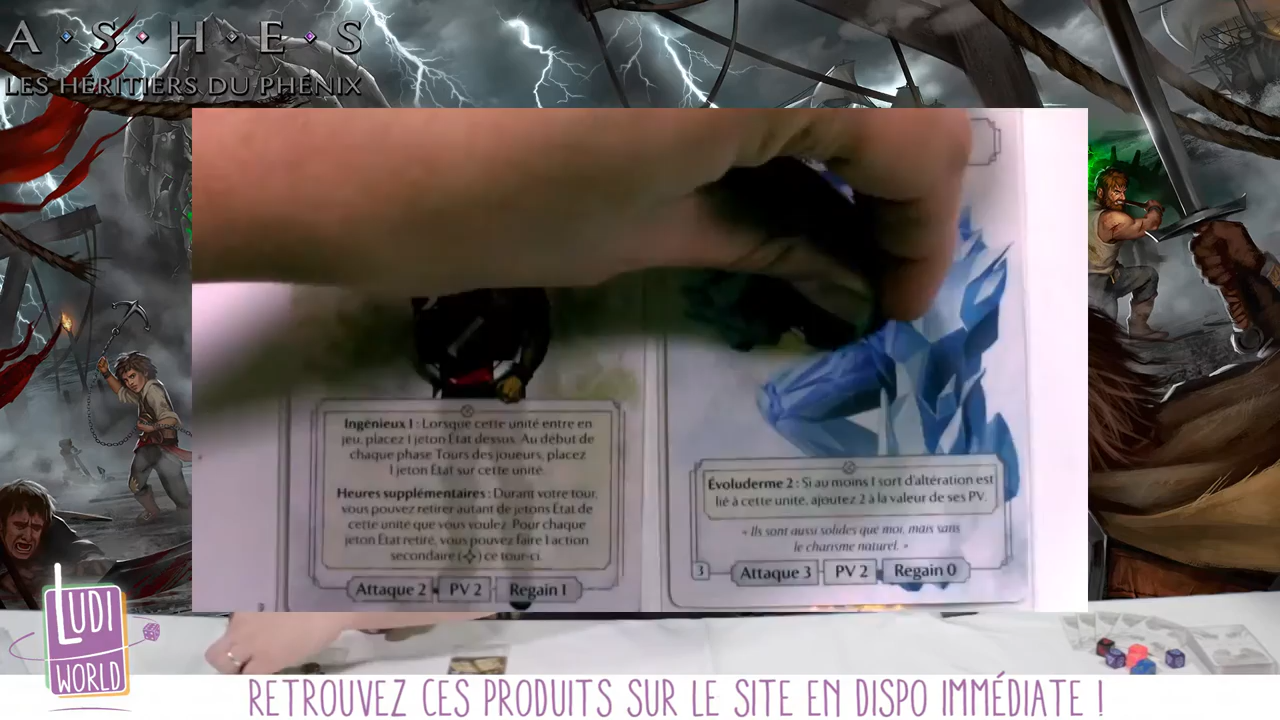 A • S • H • E • S
LES HÉRITIERS DU PHÉNIX
Ingénieux 1 : Lorsque cette unité entre en
jeu, placez 1 jeton État dessus. Au début de
chaque phase Tours des joueurs, placez
1 jeton État sur cette unité.
Heures supplémentaires : Durant votre tour,
vous pouvez retirer autant de jetons État de
cette unité que vous voulez. Pour chaque
jeton État retiré, vous pouvez faire 1 action
secondaire ( ) ce tour-ci.
Attaque 2 PV 2 Regain 1
Évoluderme 2 : Si au moins 1 sort d'altération est
lié à cette unité, ajoutez 2 à la valeur de ses PV.
« Ils sont aussi solides que moi, mais sans
le charisme naturel. »
3 Attaque 3 PV 2 Regain 0
LUDI
WORLD
RETROUVEZ CES PRODUITS SUR LE SITE EN DISPO IMMÉDIATE !